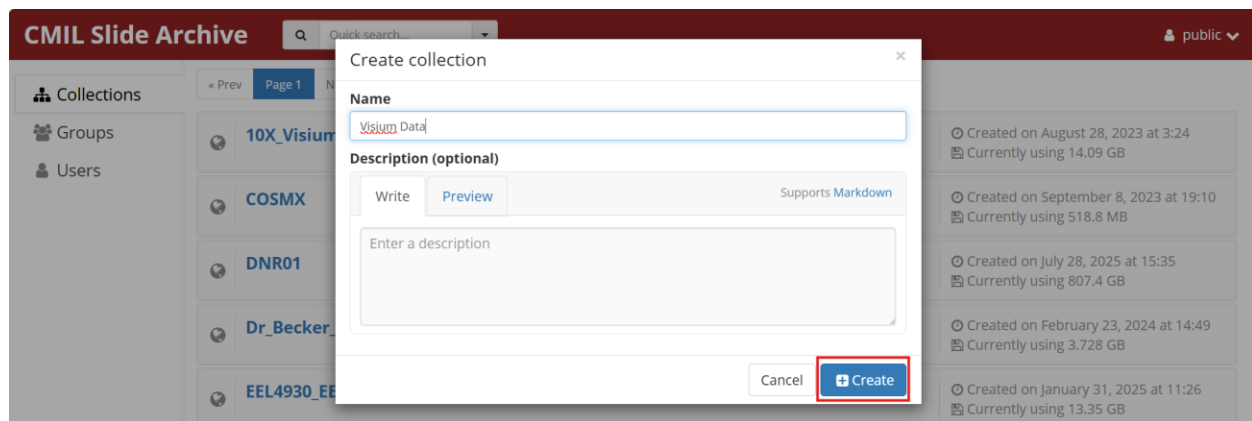 CMIL Slide Archive
Quick search...
public
Collections
Groups
Users
« Prev
Page 1
Create collection
×
Name
Visium Data
Description (optional)
Write
Preview
Supports Markdown
Enter a description
Cancel
Create
10X_Visium
Created on August 28, 2023 at 3:24
Currently using 14.09 GB
COSMX
Created on September 8, 2023 at 19:10
Currently using 518.8 MB
DNR01
Created on July 28, 2025 at 15:35
Currently using 807.4 GB
Dr_Becker_
Created on February 23, 2024 at 14:49
Currently using 3.728 GB
EEL4930_EE
Created on January 31, 2025 at 11:26
Currently using 13.35 GB